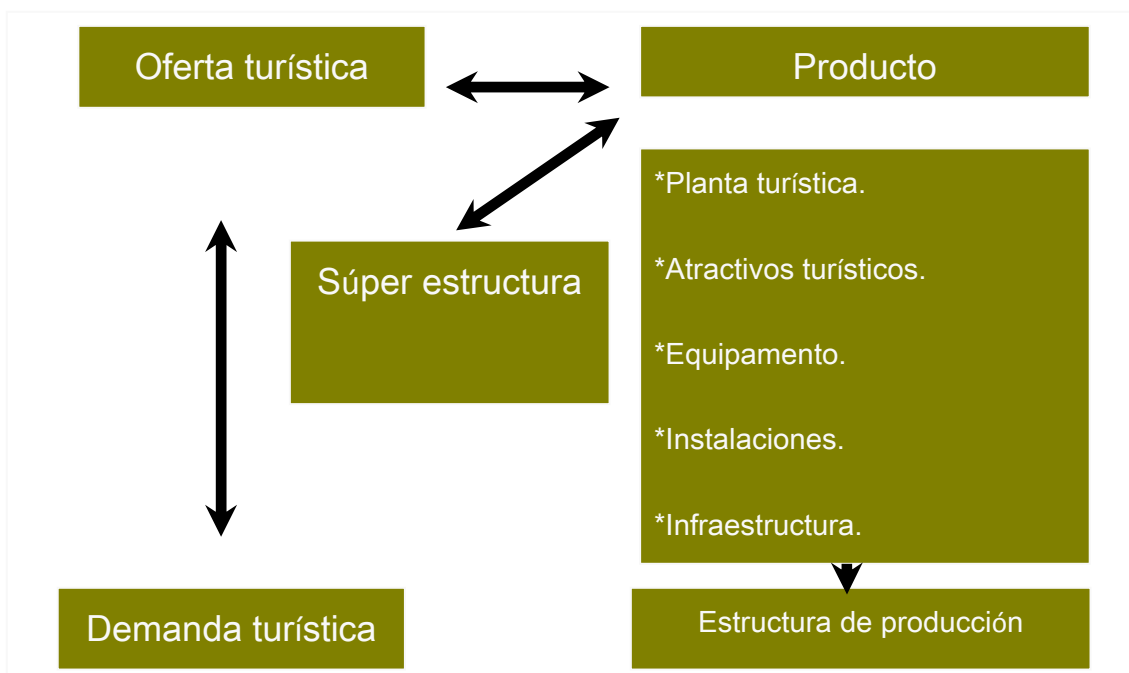 Oferta turística
Producto
*Planta turística.
Súper estructura
*Atractivos turísticos.
*Equipamento.
*Instalaciones.
*Infraestructura.
Demanda turística
Estructura de producción